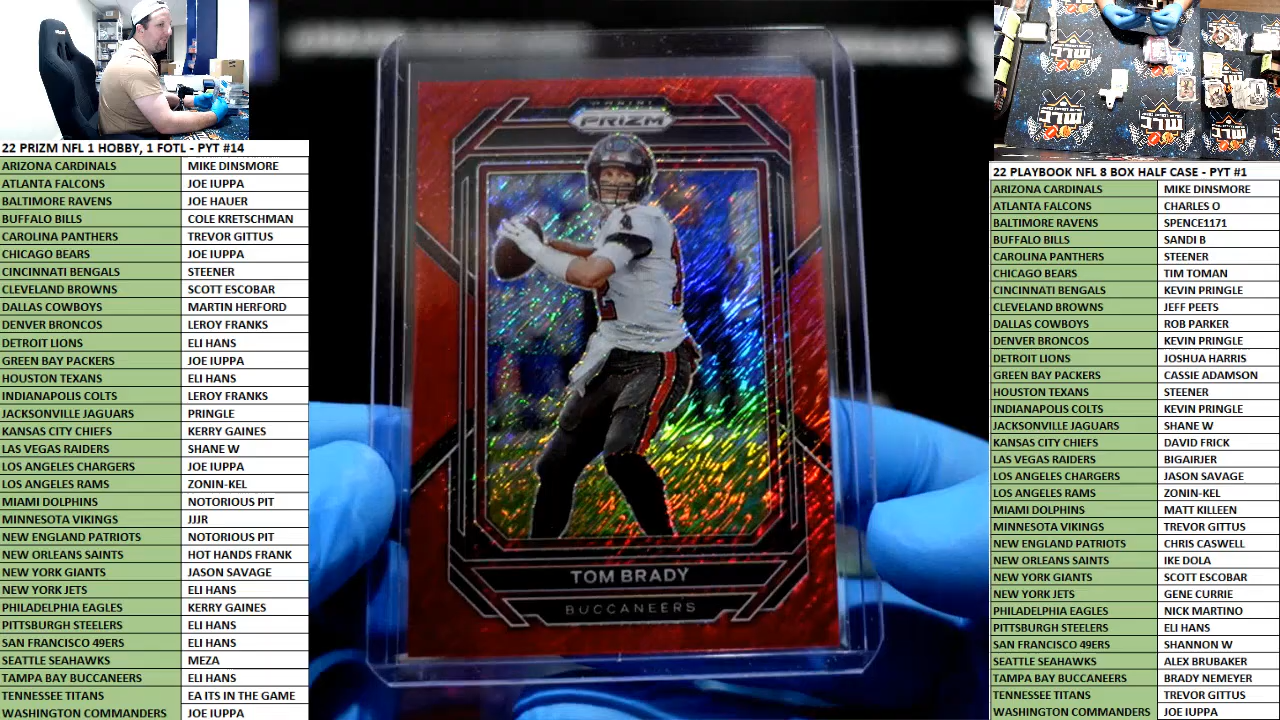 22 PRIZM NFL 1 HOBBY, 1 FOTL - PYT #14
ARIZONA CARDINALS MIKE DINSMORE
ATLANTA FALCONS JOE IUPPA
BALTIMORE RAVENS JOE HAUER
BUFFALO BILLS COLE KRETSCHMAN
CAROLINA PANTHERS TREVOR GITTUS
CHICAGO BEARS JOE IUPPA
CINCINNATI BENGALS STEENER
CLEVELAND BROWNS SCOTT ESCOBAR
DALLAS COWBOYS MARTIN HERFORD
DENVER BRONCOS LEROY FRANKS
DETROIT LIONS ELI HANS
GREEN BAY PACKERS JOE IUPPA
HOUSTON TEXANS ELI HANS
INDIANAPOLIS COLTS LEROY FRANKS
JACKSONVILLE JAGUARS PRINGLE
KANSAS CITY CHIEFS KERRY GAINES
LAS VEGAS RAIDERS SHANE W
LOS ANGELES CHARGERS JOE IUPPA
LOS ANGELES RAMS ZONIN-KEL
MIAMI DOLPHINS NOTORIOUS PIT
MINNESOTA VIKINGS JJJR
NEW ENGLAND PATRIOTS NOTORIOUS PIT
NEW ORLEANS SAINTS HOT HANDS FRANK
NEW YORK GIANTS JASON SAVAGE
NEW YORK JETS ELI HANS
PHILADELPHIA EAGLES KERRY GAINES
PITTSBURGH STEELERS ELI HANS
SAN FRANCISCO 49ERS ELI HANS
SEATTLE SEAHAWKS MEZA
TAMPA BAY BUCCANEERS ELI HANS
TENNESSEE TITANS EA ITS IN THE GAME
WASHINGTON COMMANDERS JOE IUPPA
PANINI
PRIZM
TOM BRADY
BUCCANEERS
22 PLAYBOOK NFL 8 BOX HALF CASE - PYT #1
ARIZONA CARDINALS MIKE DINSMORE
ATLANTA FALCONS CHARLES O
BALTIMORE RAVENS SPENCE1171
BUFFALO BILLS SANDI B
CAROLINA PANTHERS STEENER
CHICAGO BEARS TIM TOMAN
CINCINNATI BENGALS KEVIN PRINGLE
CLEVELAND BROWNS JEFF PEETS
DALLAS COWBOYS ROB PARKER
DENVER BRONCOS KEVIN PRINGLE
DETROIT LIONS JOSHUA HARRIS
GREEN BAY PACKERS CASSIE ADAMSON
HOUSTON TEXANS STEENER
INDIANAPOLIS COLTS KEVIN PRINGLE
JACKSONVILLE JAGUARS SHANE W
KANSAS CITY CHIEFS DAVID FRICK
LAS VEGAS RAIDERS BIGAIRJER
LOS ANGELES CHARGERS JASON SAVAGE
LOS ANGELES RAMS ZONIN-KEL
MIAMI DOLPHINS MATT KILLEEN
MINNESOTA VIKINGS TREVOR GITTUS
NEW ENGLAND PATRIOTS CHRIS CASWELL
NEW ORLEANS SAINTS IKE DOLA
NEW YORK GIANTS SCOTT ESCOBAR
NEW YORK JETS GENE CURRIE
PHILADELPHIA EAGLES NICK MARTINO
PITTSBURGH STEELERS ELI HANS
SAN FRANCISCO 49ERS SHANNON W
SEATTLE SEAHAWKS ALEX BRUBAKER
TAMPA BAY BUCCANEERS BRADY NEMEYER
TENNESSEE TITANS TREVOR GITTUS
WASHINGTON COMMANDERS JOE IUPPA